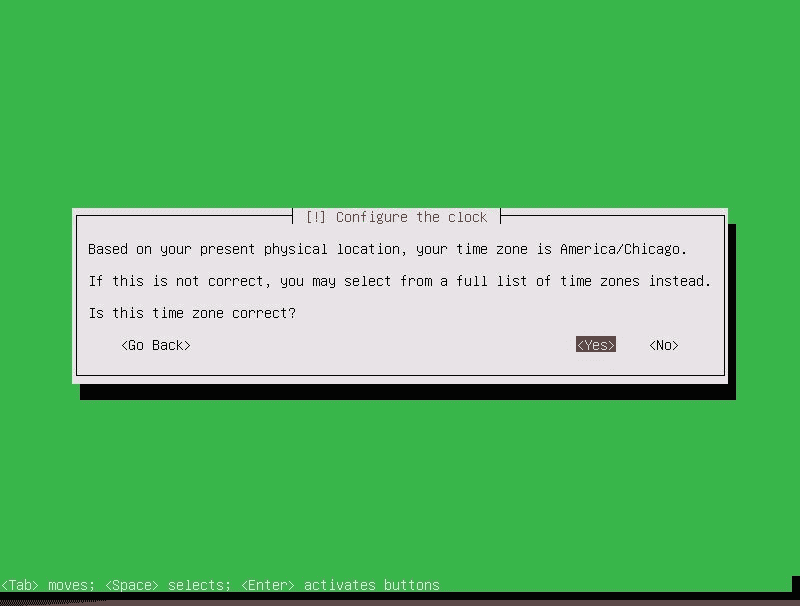 [!] Configure the clock
Based on your present physical location, your time zone is America/Chicago.
If this is not correct, you may select from a full list of time zones instead.
Is this time zone correct?
<Go Back> <Yes> <No>
<Tab> moves; <Space> selects; <Enter> activates buttons